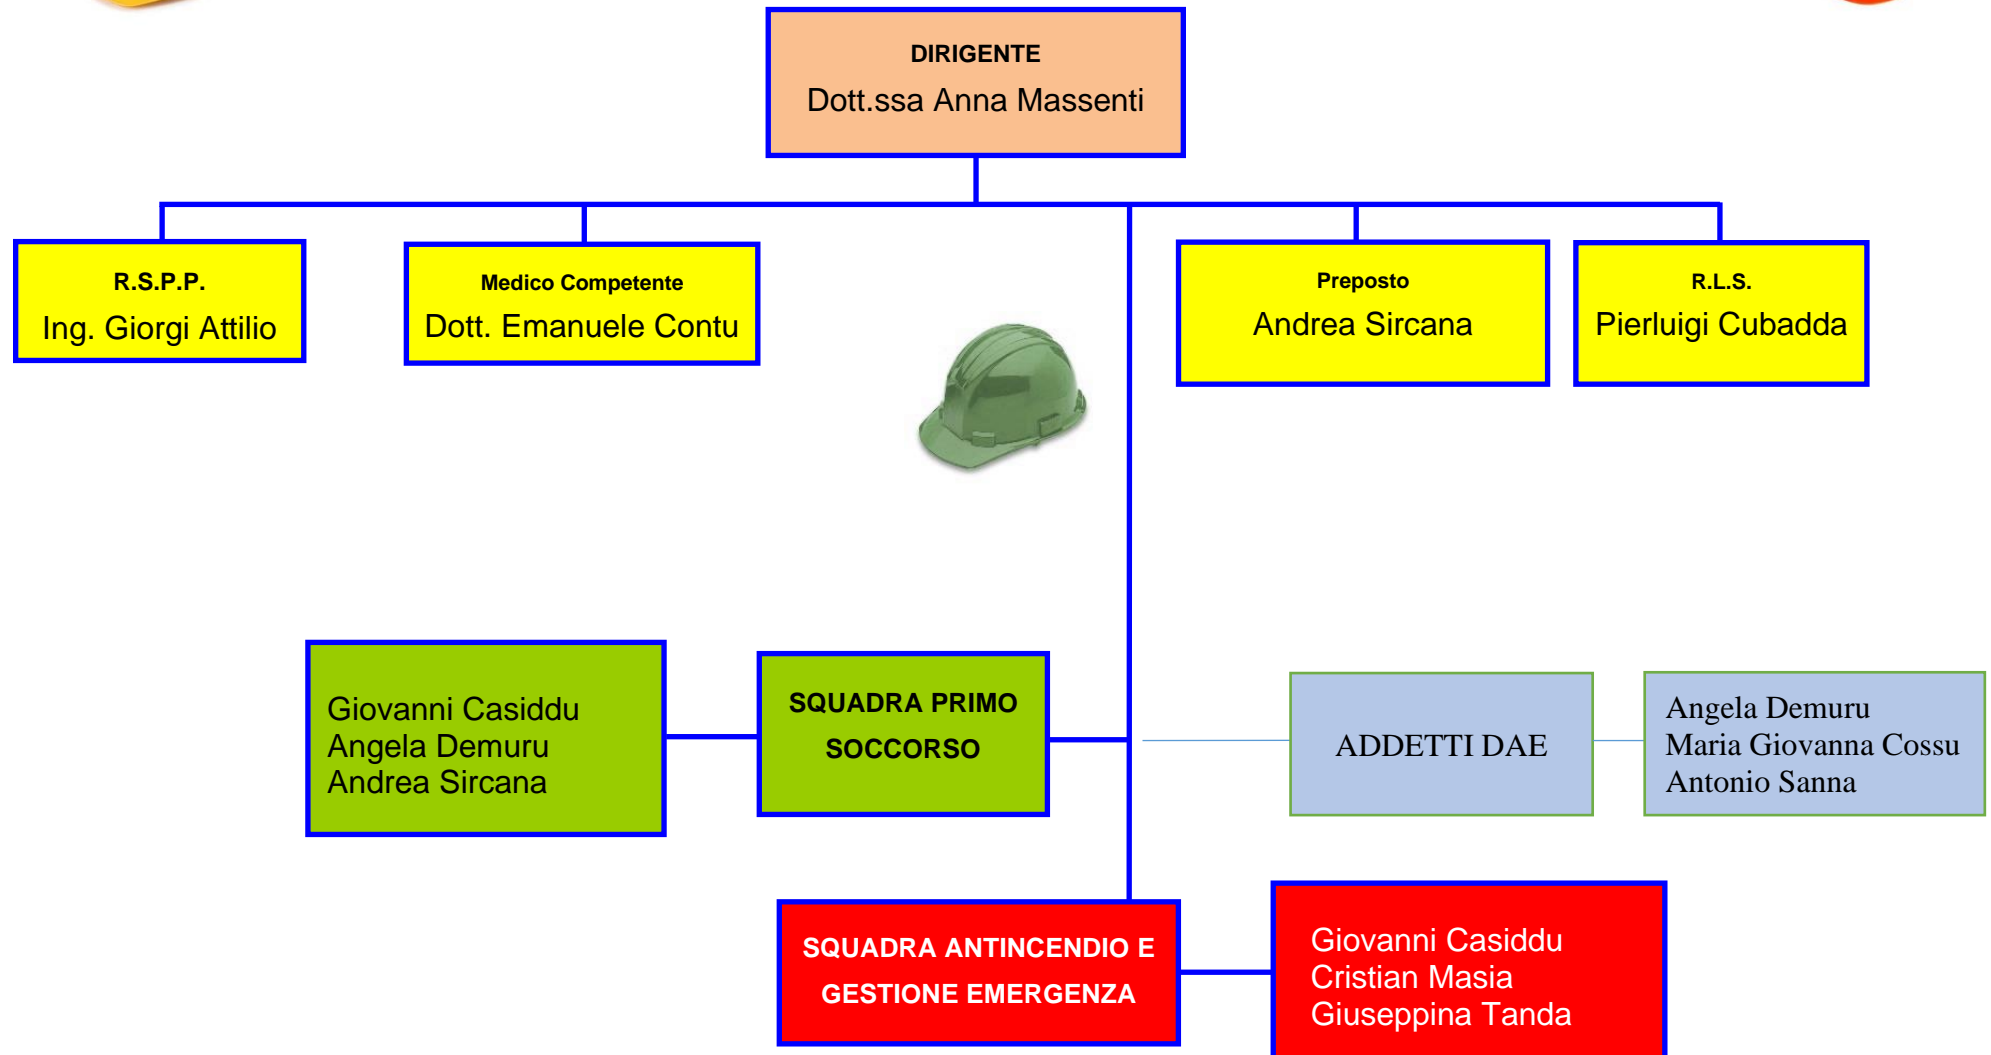 DIRIGENTE
Dott.ssa Anna Massenti
R.S.P.P.
Ing. Giorgi Attilio
Medico Competente
Dott. Emanuele Contu
Preposto
Andrea Sircana
R.L.S.
Pierluigi Cubadda
Giovanni Casiddu
Angela Demuru
Andrea Sircana
SQUADRA PRIMO
SOCCORSO
ADDETTI DAE
Angela Demuru
Maria Giovanna Cossu
Antonio Sanna
SQUADRA ANTINCENDIO E
GESTIONE EMERGENZA
Giovanni Casiddu
Cristian Masia
Giuseppina Tanda